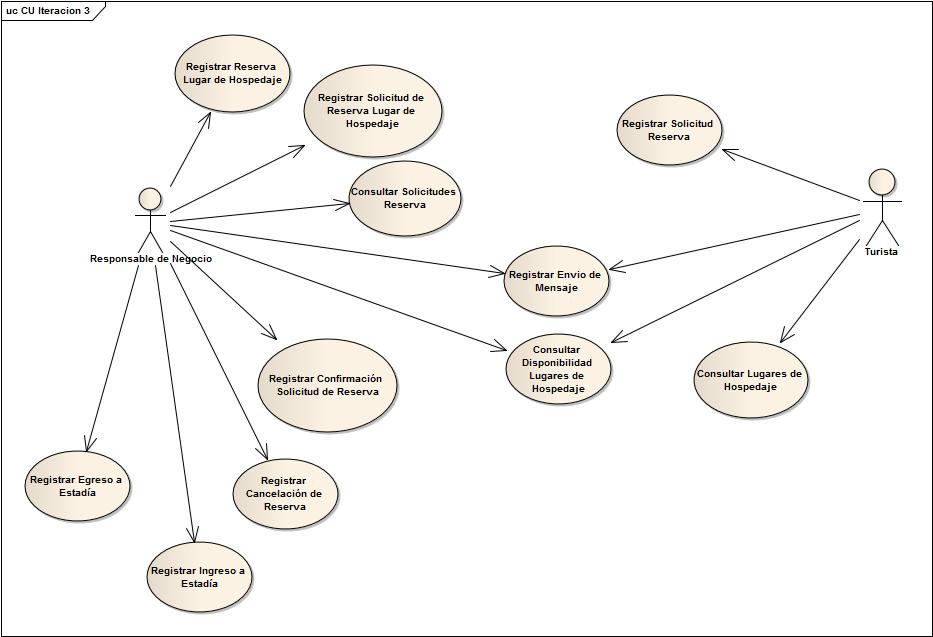 uc CU Iteracion 3
Registrar Reserva
Lugar de Hospedaje
Registrar Solicitud de
Reserva Lugar de
Hospedaje
Registrar Solicitud
Reserva
Consultar Solicitudes
Reserva
Responsable de Negocio
Turista
Registrar Envio de
Mensaje
Consultar
Disponibilidad
Lugares de
Hospedaje
Consultar Lugares de
Hospedaje
Registrar Confirmación
Solicitud de Reserva
Registrar Egreso a
Estadía
Registrar
Cancelación de
Reserva
Registrar Ingreso a
Estadía